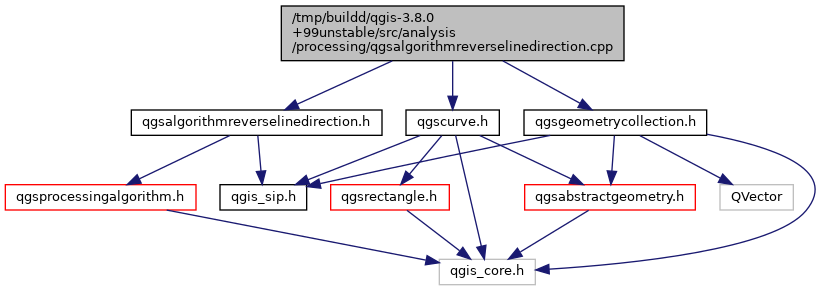 /tmp/buildd/qgis-3.8.0
+99unstable/src/analysis
/processing/qgsalgorithmreverselinedirection.cpp
qgsalgorithmreverselinedirection.h
qgscurve.h
qgsgeometrycollection.h
qgsprocessingalgorithm.h
qgis_sip.h
qgsrectangle.h
qgsabstractgeometry.h
QVector
qgis_core.h